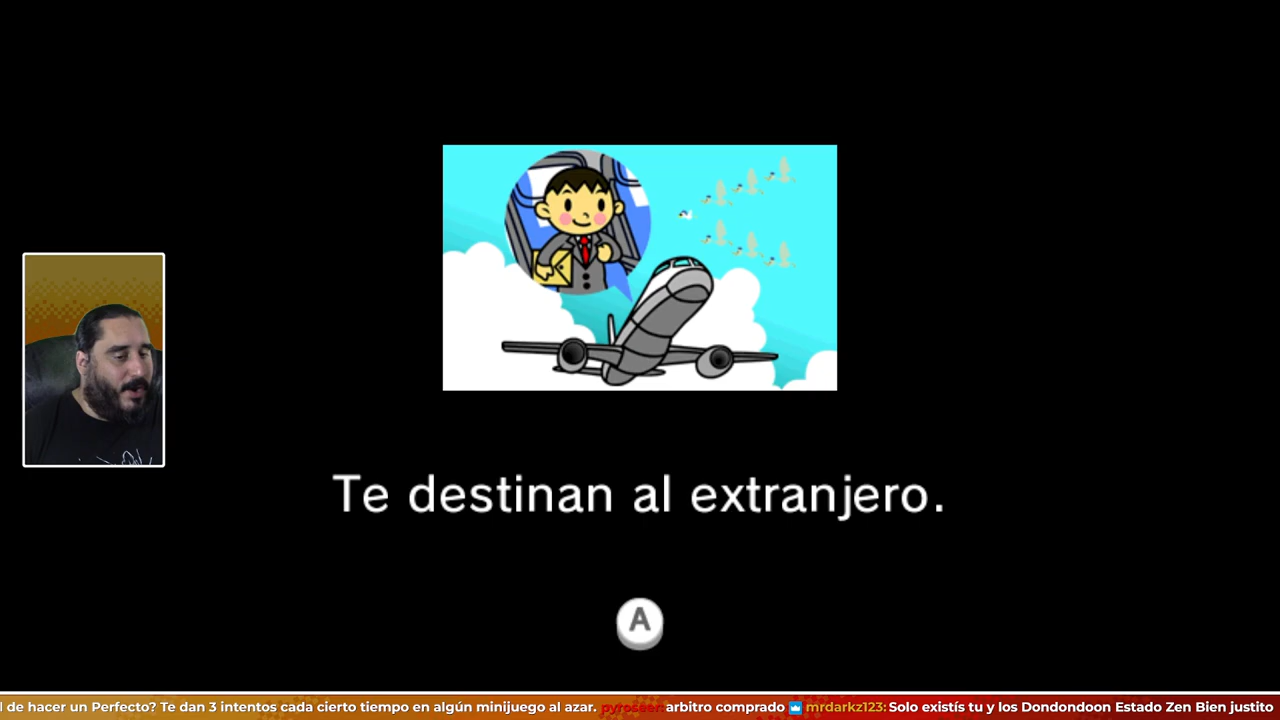 Te destinan al extranjero.
A
l de hacer un Perfecto? Te dan 3 intentos cada cierto tiempo en algún minijuego al azar. pyroseer: arbitro comprado mrdarkz123: Solo existís tu y los Dondondoon Estado Zen Bien justito